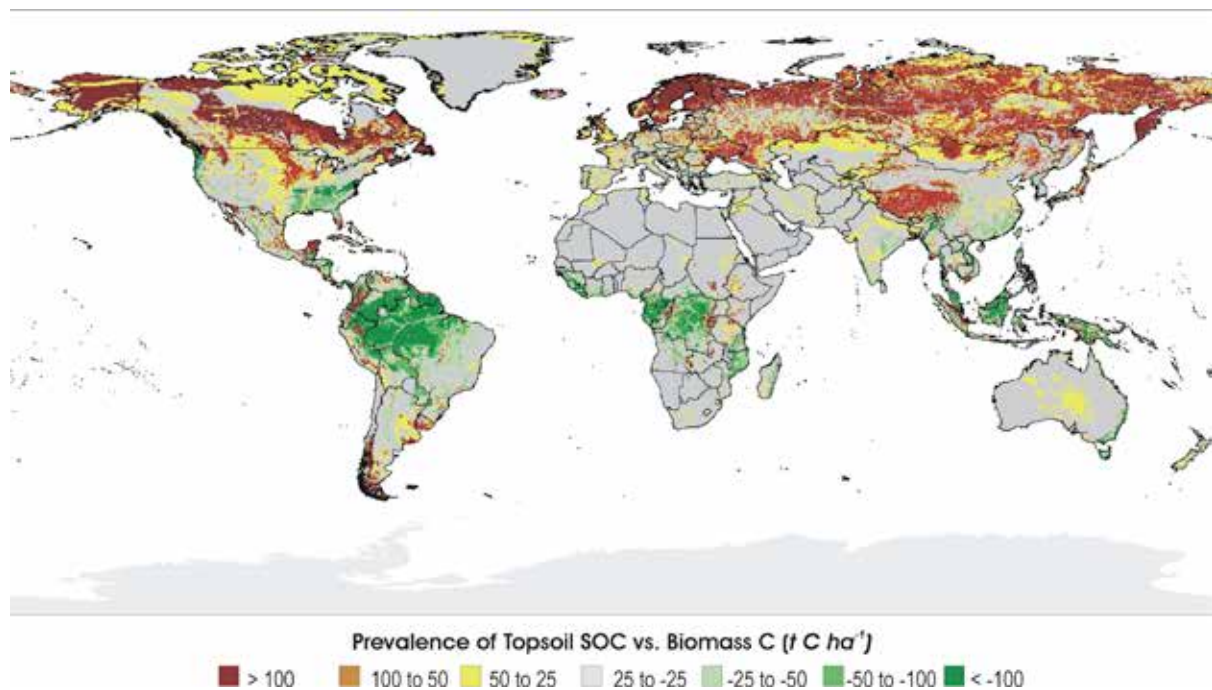 Prevalence of Topsoil SOC vs. Biomass C (t C ha⁻¹)
> 100 100 to 50 50 to 25 25 to -25 -25 to -50 -50 to -100 < -100